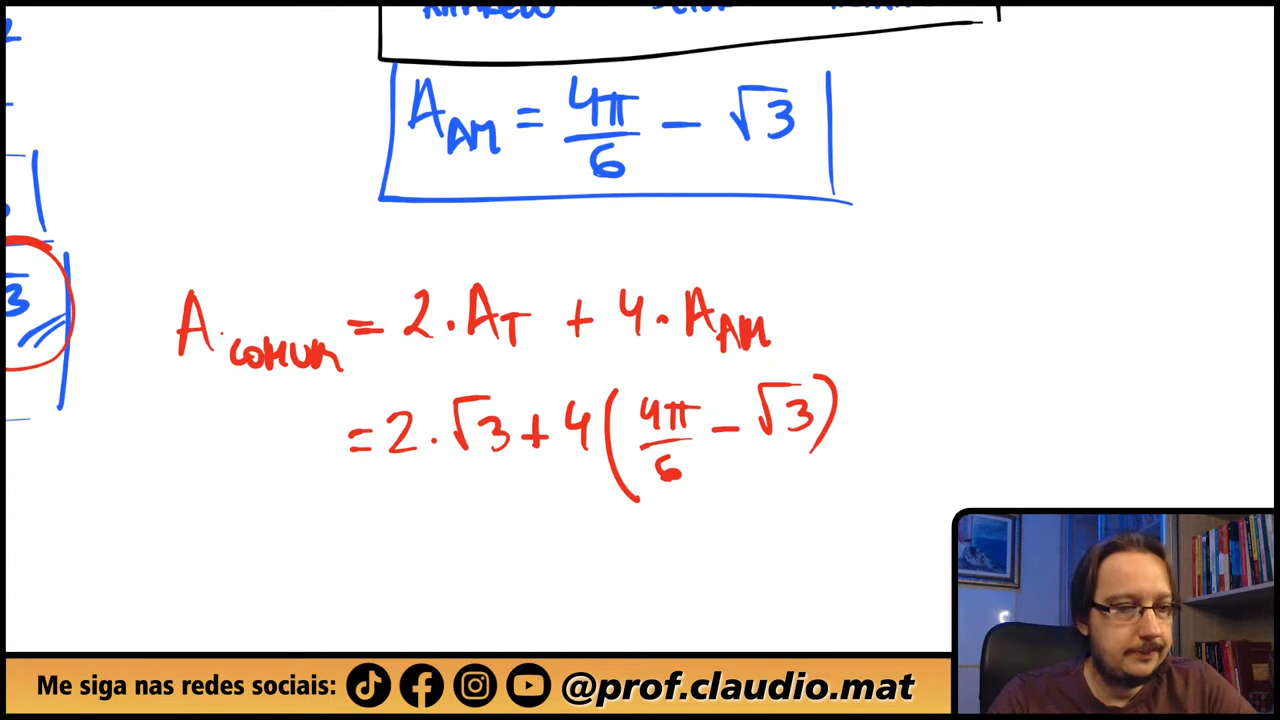 A_AM = 4π/6 - √3
A_COMUM = 2·A_T + 4·A_AM
= 2·√3 + 4(4π/6 - √3)
Me siga nas redes sociais: @prof.claudio.mat